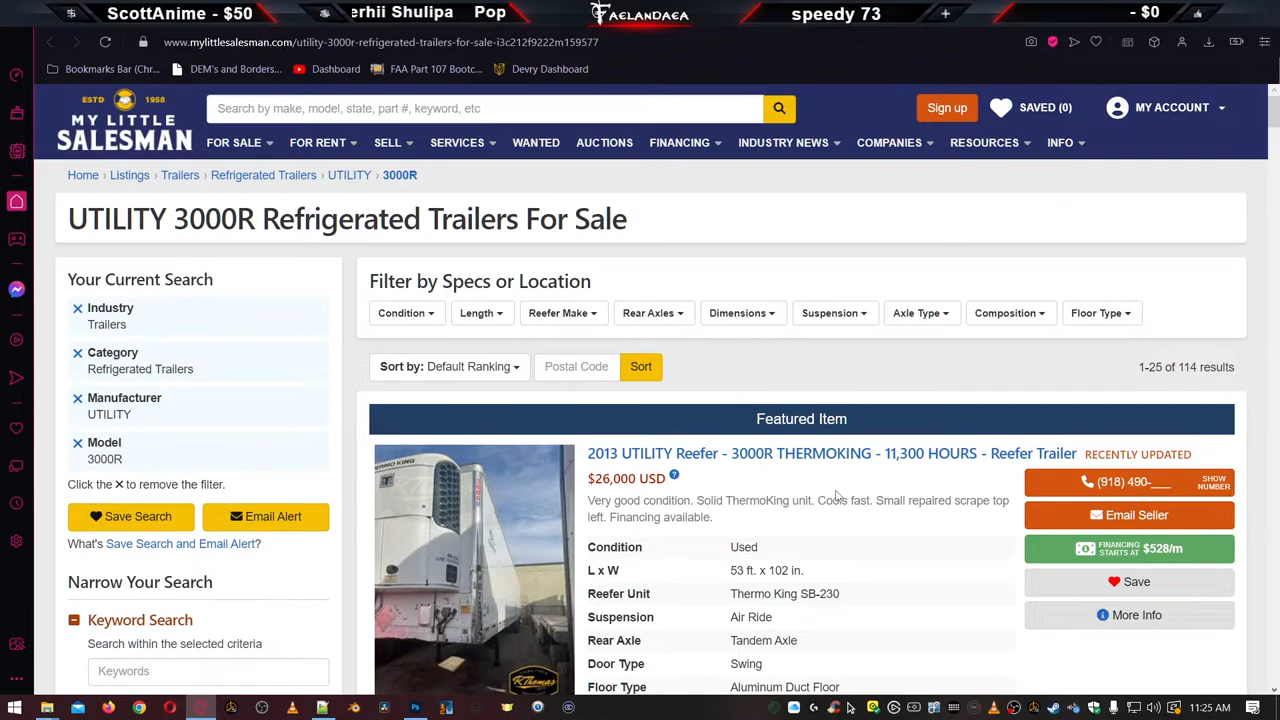 ScottAnime - $50
erhii Shulipa Pop
FAELANDAEA
speedy 73
- $0
www.mylittlesalesman.com/utility-3000r-refrigerated-trailers-for-sale-i3c212f9222m159577
Bookmarks Bar (Chr...
DEM's and Borders...
Dashboard
FAA Part 107 Bootc...
Devry Dashboard
ESTD 1958
MY LITTLE
SALESMAN
Search by make, model, state, part #, keyword, etc
Sign up
SAVED (0)
MY ACCOUNT
FOR SALE
FOR RENT
SELL
SERVICES
WANTED
AUCTIONS
FINANCING
INDUSTRY NEWS
COMPANIES
RESOURCES
INFO
Home › Listings › Trailers › Refrigerated Trailers › UTILITY › 3000R
UTILITY 3000R Refrigerated Trailers For Sale
Your Current Search
Industry
Trailers
Category
Refrigerated Trailers
Manufacturer
UTILITY
Model
3000R
Click the ✕ to remove the filter.
Save Search
Email Alert
What's Save Search and Email Alert?
Narrow Your Search
Keyword Search
Search within the selected criteria
Keywords
Filter by Specs or Location
Condition
Length
Reefer Make
Rear Axles
Dimensions
Suspension
Axle Type
Composition
Floor Type
Sort by: Default Ranking
Postal Code
Sort
1-25 of 114 results
Featured Item
2013 UTILITY Reefer - 3000R THERMOKING - 11,300 HOURS - Reefer Trailer RECENTLY UPDATED
$26,000 USD
Very good condition. Solid ThermoKing unit. Cools fast. Small repaired scrape top
left. Financing available.
Condition Used
L x W 53 ft. x 102 in.
Reefer Unit Thermo King SB-230
Suspension Air Ride
Rear Axle Tandem Axle
Door Type Swing
Floor Type Aluminum Duct Floor
(918) 490-___
SHOW
NUMBER
Email Seller
FINANCING
STARTS AT $528/m
Save
More Info
THERMO KING
11:25 AM